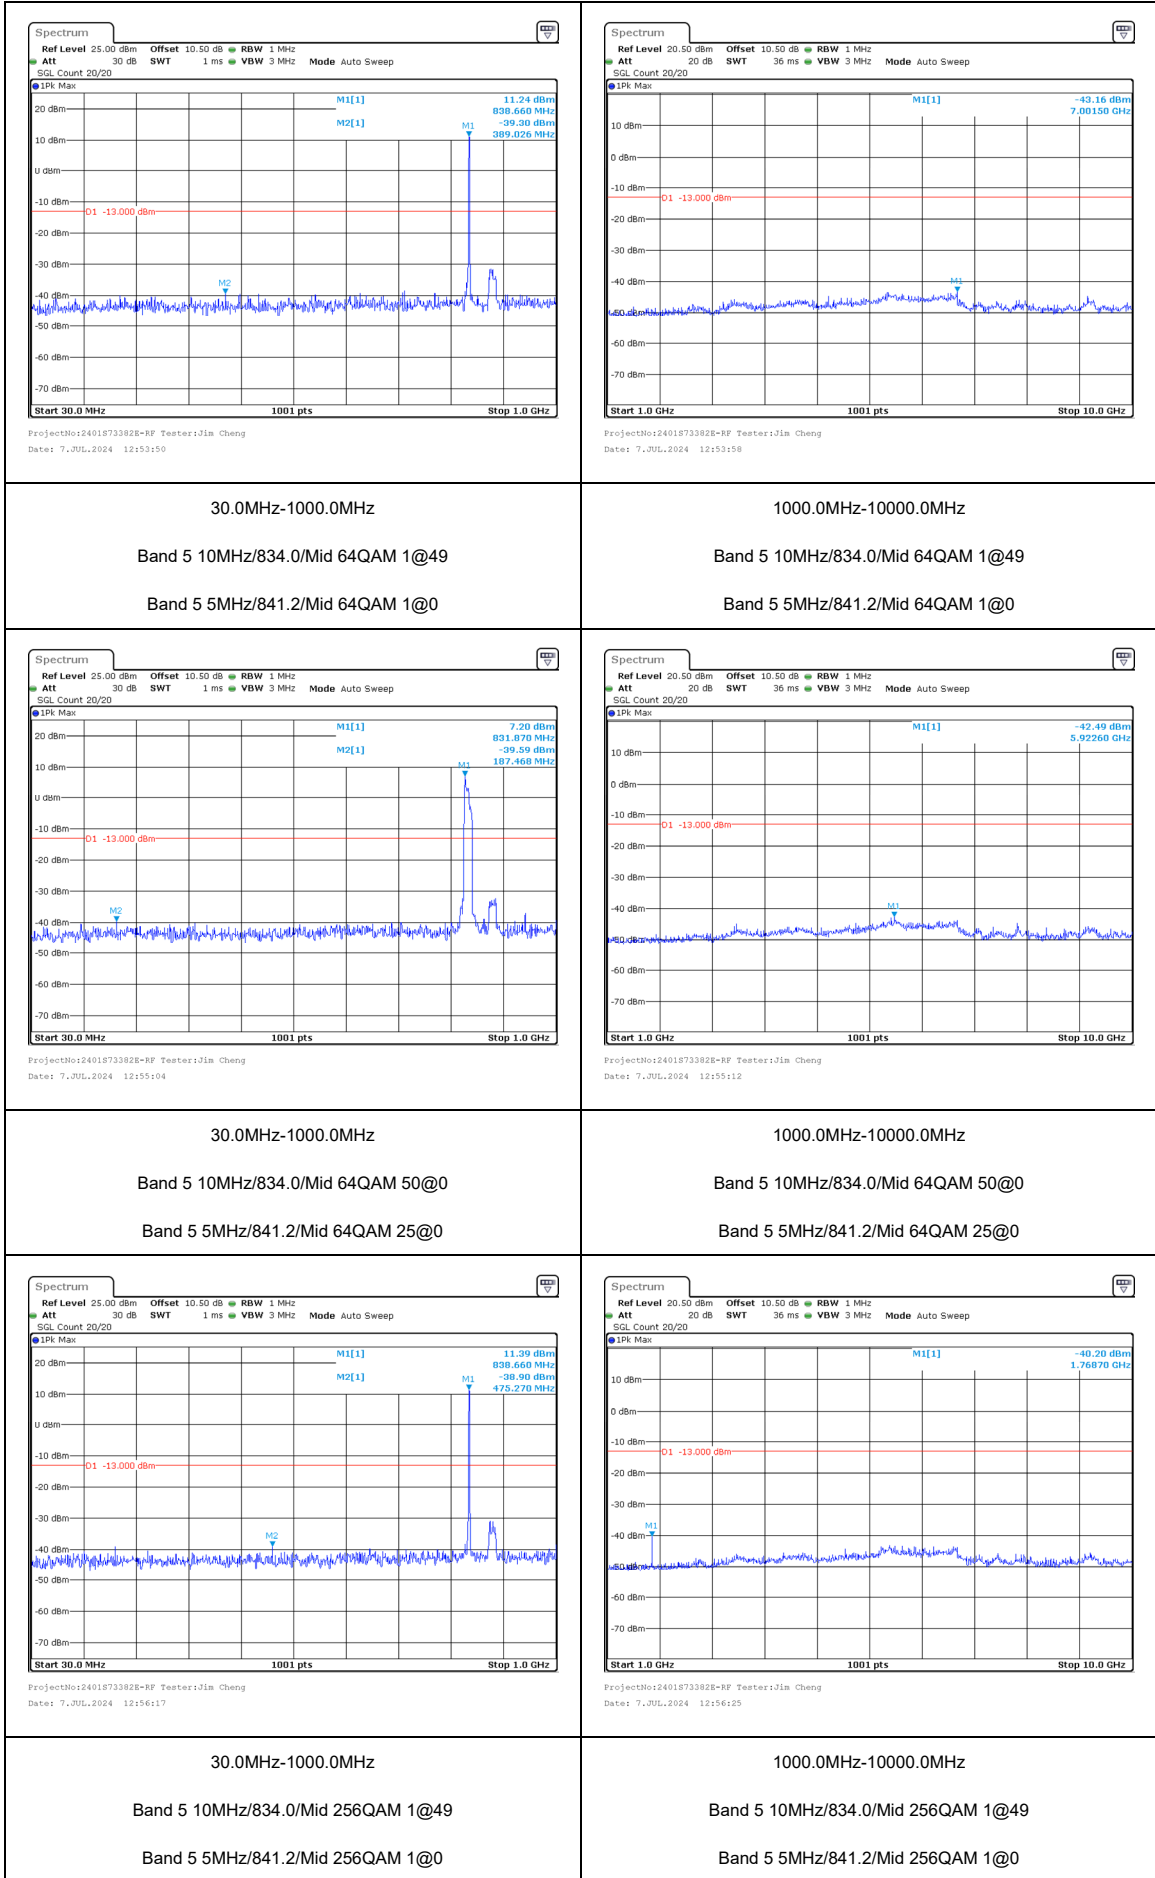 Spectrum
Ref Level 25.00 dBm Offset 10.50 dB RBW 1 MHz
Att 30 dB SWT 1 ms VBW 3 MHz Mode Auto Sweep
SGL Count 20/20
1Pk Max
M1[1] 11.24 dBm
838.660 MHz
M2[1] -39.30 dBm
389.026 MHz
20 dBm
10 dBm
0 dBm
-10 dBm
D1 -13.000 dBm
-20 dBm
-30 dBm
-40 dBm
-50 dBm
-60 dBm
-70 dBm
M1
M2
Start 30.0 MHz 1001 pts Stop 1.0 GHz
ProjectNo:2401S73382E-RF Tester:Jim Cheng
Date: 7.JUL.2024 12:53:50
Spectrum
Ref Level 20.50 dBm Offset 10.50 dB RBW 1 MHz
Att 20 dB SWT 36 ms VBW 3 MHz Mode Auto Sweep
SGL Count 20/20
1Pk Max
M1[1] -43.16 dBm
7.00150 GHz
10 dBm
0 dBm
-10 dBm
D1 -13.000 dBm
-20 dBm
-30 dBm
-40 dBm
-50 dBm
-60 dBm
-70 dBm
M1
Start 1.0 GHz 1001 pts Stop 10.0 GHz
ProjectNo:2401S73382E-RF Tester:Jim Cheng
Date: 7.JUL.2024 12:53:58
30.0MHz-1000.0MHz
Band 5 10MHz/834.0/Mid 64QAM 1@49
Band 5 5MHz/841.2/Mid 64QAM 1@0
1000.0MHz-10000.0MHz
Band 5 10MHz/834.0/Mid 64QAM 1@49
Band 5 5MHz/841.2/Mid 64QAM 1@0
Spectrum
Ref Level 25.00 dBm Offset 10.50 dB RBW 1 MHz
Att 30 dB SWT 1 ms VBW 3 MHz Mode Auto Sweep
SGL Count 20/20
1Pk Max
M1[1] 7.20 dBm
831.870 MHz
M2[1] -39.59 dBm
187.468 MHz
20 dBm
10 dBm
0 dBm
-10 dBm
D1 -13.000 dBm
-20 dBm
-30 dBm
-40 dBm
-50 dBm
-60 dBm
-70 dBm
M1
M2
Start 30.0 MHz 1001 pts Stop 1.0 GHz
ProjectNo:2401S73382E-RF Tester:Jim Cheng
Date: 7.JUL.2024 12:55:04
Spectrum
Ref Level 20.50 dBm Offset 10.50 dB RBW 1 MHz
Att 20 dB SWT 36 ms VBW 3 MHz Mode Auto Sweep
SGL Count 20/20
1Pk Max
M1[1] -42.49 dBm
5.92260 GHz
10 dBm
0 dBm
-10 dBm
D1 -13.000 dBm
-20 dBm
-30 dBm
-40 dBm
-50 dBm
-60 dBm
-70 dBm
M1
Start 1.0 GHz 1001 pts Stop 10.0 GHz
ProjectNo:2401S73382E-RF Tester:Jim Cheng
Date: 7.JUL.2024 12:55:12
30.0MHz-1000.0MHz
Band 5 10MHz/834.0/Mid 64QAM 50@0
Band 5 5MHz/841.2/Mid 64QAM 25@0
1000.0MHz-10000.0MHz
Band 5 10MHz/834.0/Mid 64QAM 50@0
Band 5 5MHz/841.2/Mid 64QAM 25@0
Spectrum
Ref Level 25.00 dBm Offset 10.50 dB RBW 1 MHz
Att 30 dB SWT 1 ms VBW 3 MHz Mode Auto Sweep
SGL Count 20/20
1Pk Max
M1[1] 11.39 dBm
838.660 MHz
M2[1] -38.90 dBm
475.270 MHz
20 dBm
10 dBm
0 dBm
-10 dBm
D1 -13.000 dBm
-20 dBm
-30 dBm
-40 dBm
-50 dBm
-60 dBm
-70 dBm
M1
M2
Start 30.0 MHz 1001 pts Stop 1.0 GHz
ProjectNo:2401S73382E-RF Tester:Jim Cheng
Date: 7.JUL.2024 12:56:17
Spectrum
Ref Level 20.50 dBm Offset 10.50 dB RBW 1 MHz
Att 20 dB SWT 36 ms VBW 3 MHz Mode Auto Sweep
SGL Count 20/20
1Pk Max
M1[1] -40.20 dBm
1.76870 GHz
10 dBm
0 dBm
-10 dBm
D1 -13.000 dBm
-20 dBm
-30 dBm
-40 dBm
-50 dBm
-60 dBm
-70 dBm
M1
Start 1.0 GHz 1001 pts Stop 10.0 GHz
ProjectNo:2401S73382E-RF Tester:Jim Cheng
Date: 7.JUL.2024 12:56:25
30.0MHz-1000.0MHz
Band 5 10MHz/834.0/Mid 256QAM 1@49
Band 5 5MHz/841.2/Mid 256QAM 1@0
1000.0MHz-10000.0MHz
Band 5 10MHz/834.0/Mid 256QAM 1@49
Band 5 5MHz/841.2/Mid 256QAM 1@0